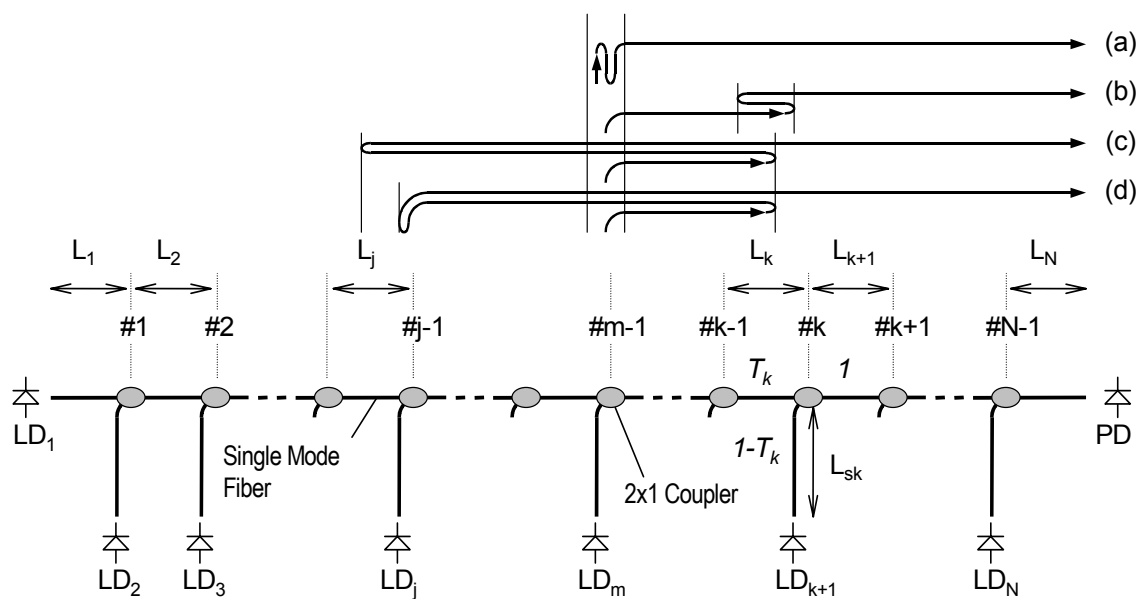 (a)
(b)
(c)
(d)
L1 L2 Lj Lk Lk+1 LN
#1 #2 #j-1 #m-1 #k-1 #k #k+1 #N-1
Tk 1
LD1 PD
1-Tk
Single Mode
Fiber
Lsk
2x1 Coupler
LD2 LD3 LDj LDm LDk+1 LDN